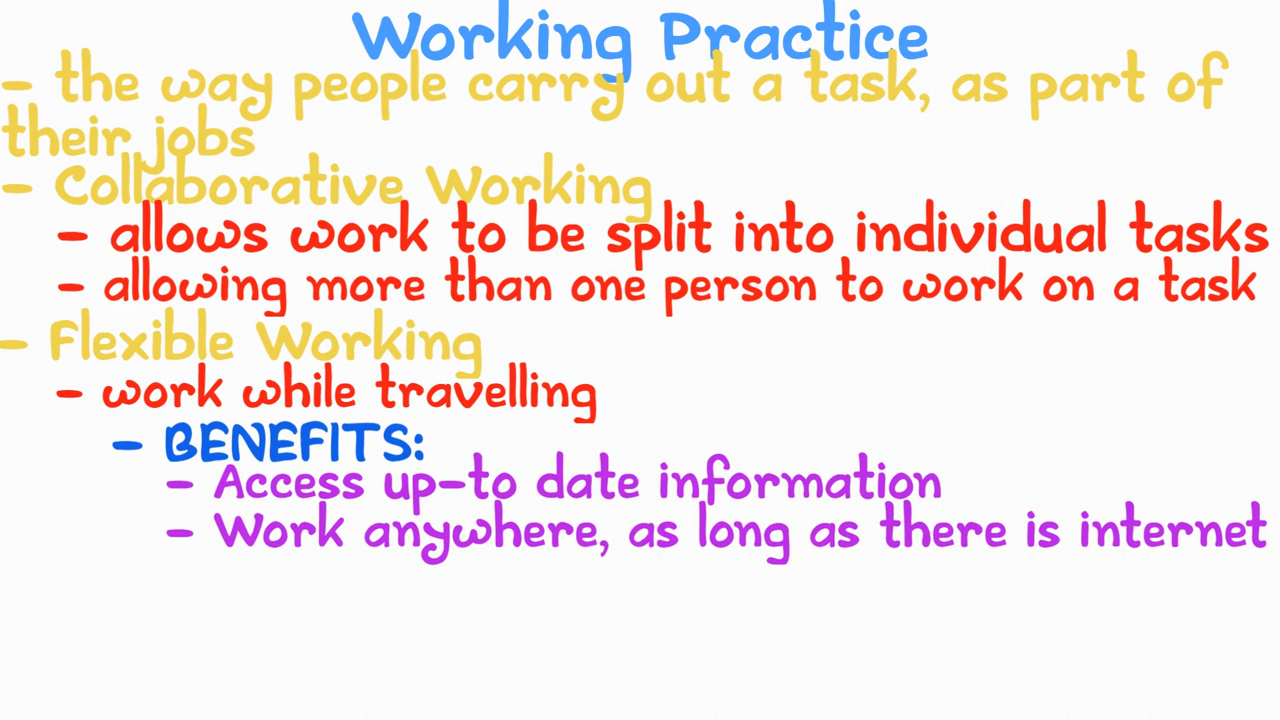 Working Practice
- the way people carry out a task, as part of
their jobs
- Collaborative Working
- allows work to be split into individual tasks
- allowing more than one person to work on a task
- Flexible Working
- work while travelling
- BENEFITS:
- Access up-to date information
- Work anywhere, as long as there is internet